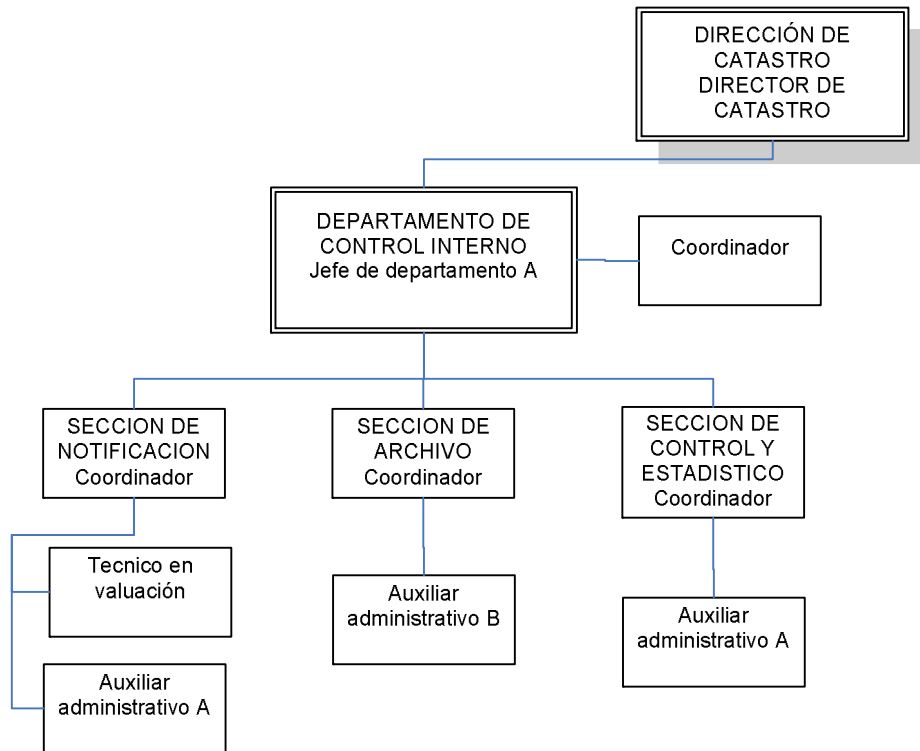 DIRECCIÓN DE
CATASTRO
DIRECTOR DE
CATASTRO
DEPARTAMENTO DE
CONTROL INTERNO
Jefe de departamento A
Coordinador
SECCION DE
NOTIFICACION
Coordinador
SECCION DE
ARCHIVO
Coordinador
SECCION DE
CONTROL Y
ESTADISTICO
Coordinador
Tecnico en
valuación
Auxiliar
administrativo B
Auxiliar
administrativo A
Auxiliar
administrativo A